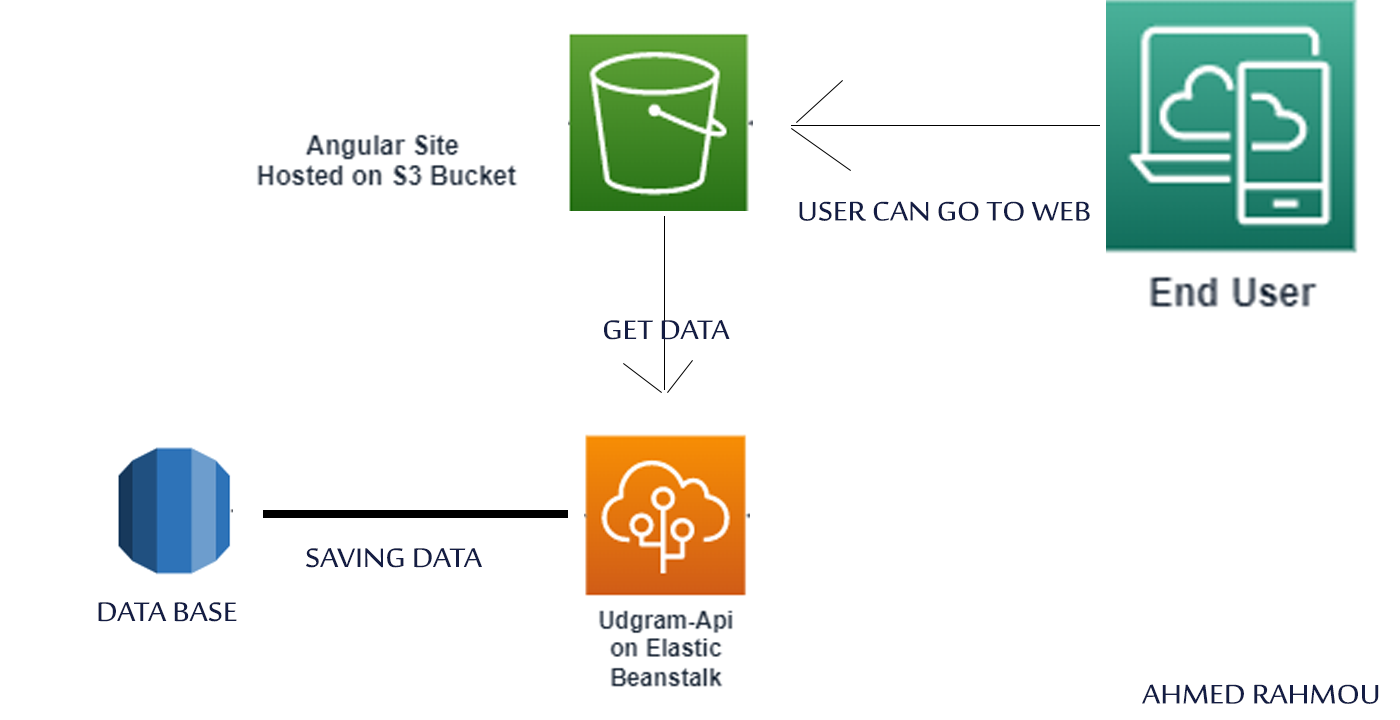 Angular Site
Hosted on S3 Bucket
USER CAN GO TO WEB
End User
GET DATA
SAVING DATA
DATA BASE
Udgram-Api
on Elastic
Beanstalk
AHMED RAHMOU